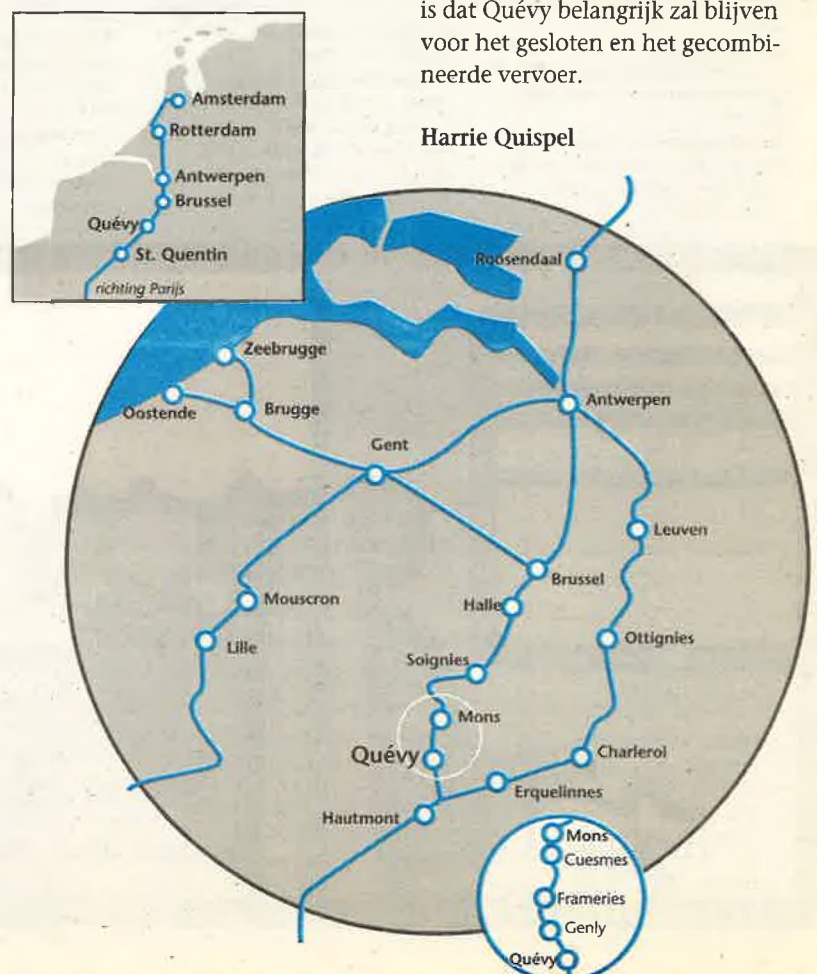 is dat Quévy belangrijk zal blijven
voor het gesloten en het gecombi-
neerde vervoer.
Harrie Quispel
Amsterdam
Rotterdam
Antwerpen
Brussel
Quévy
St. Quentin
richting Parijs
Roosendaal
Zeebrugge
Oostende
Brugge
Antwerpen
Gent
Leuven
Brussel
Mouscron
Halle
Lille
Ottignies
Soignies
Mons
Quévy
Charleroi
Erquelinnes
Hautmont
Mons
Cuesmes
Frameries
Genly
Quévy